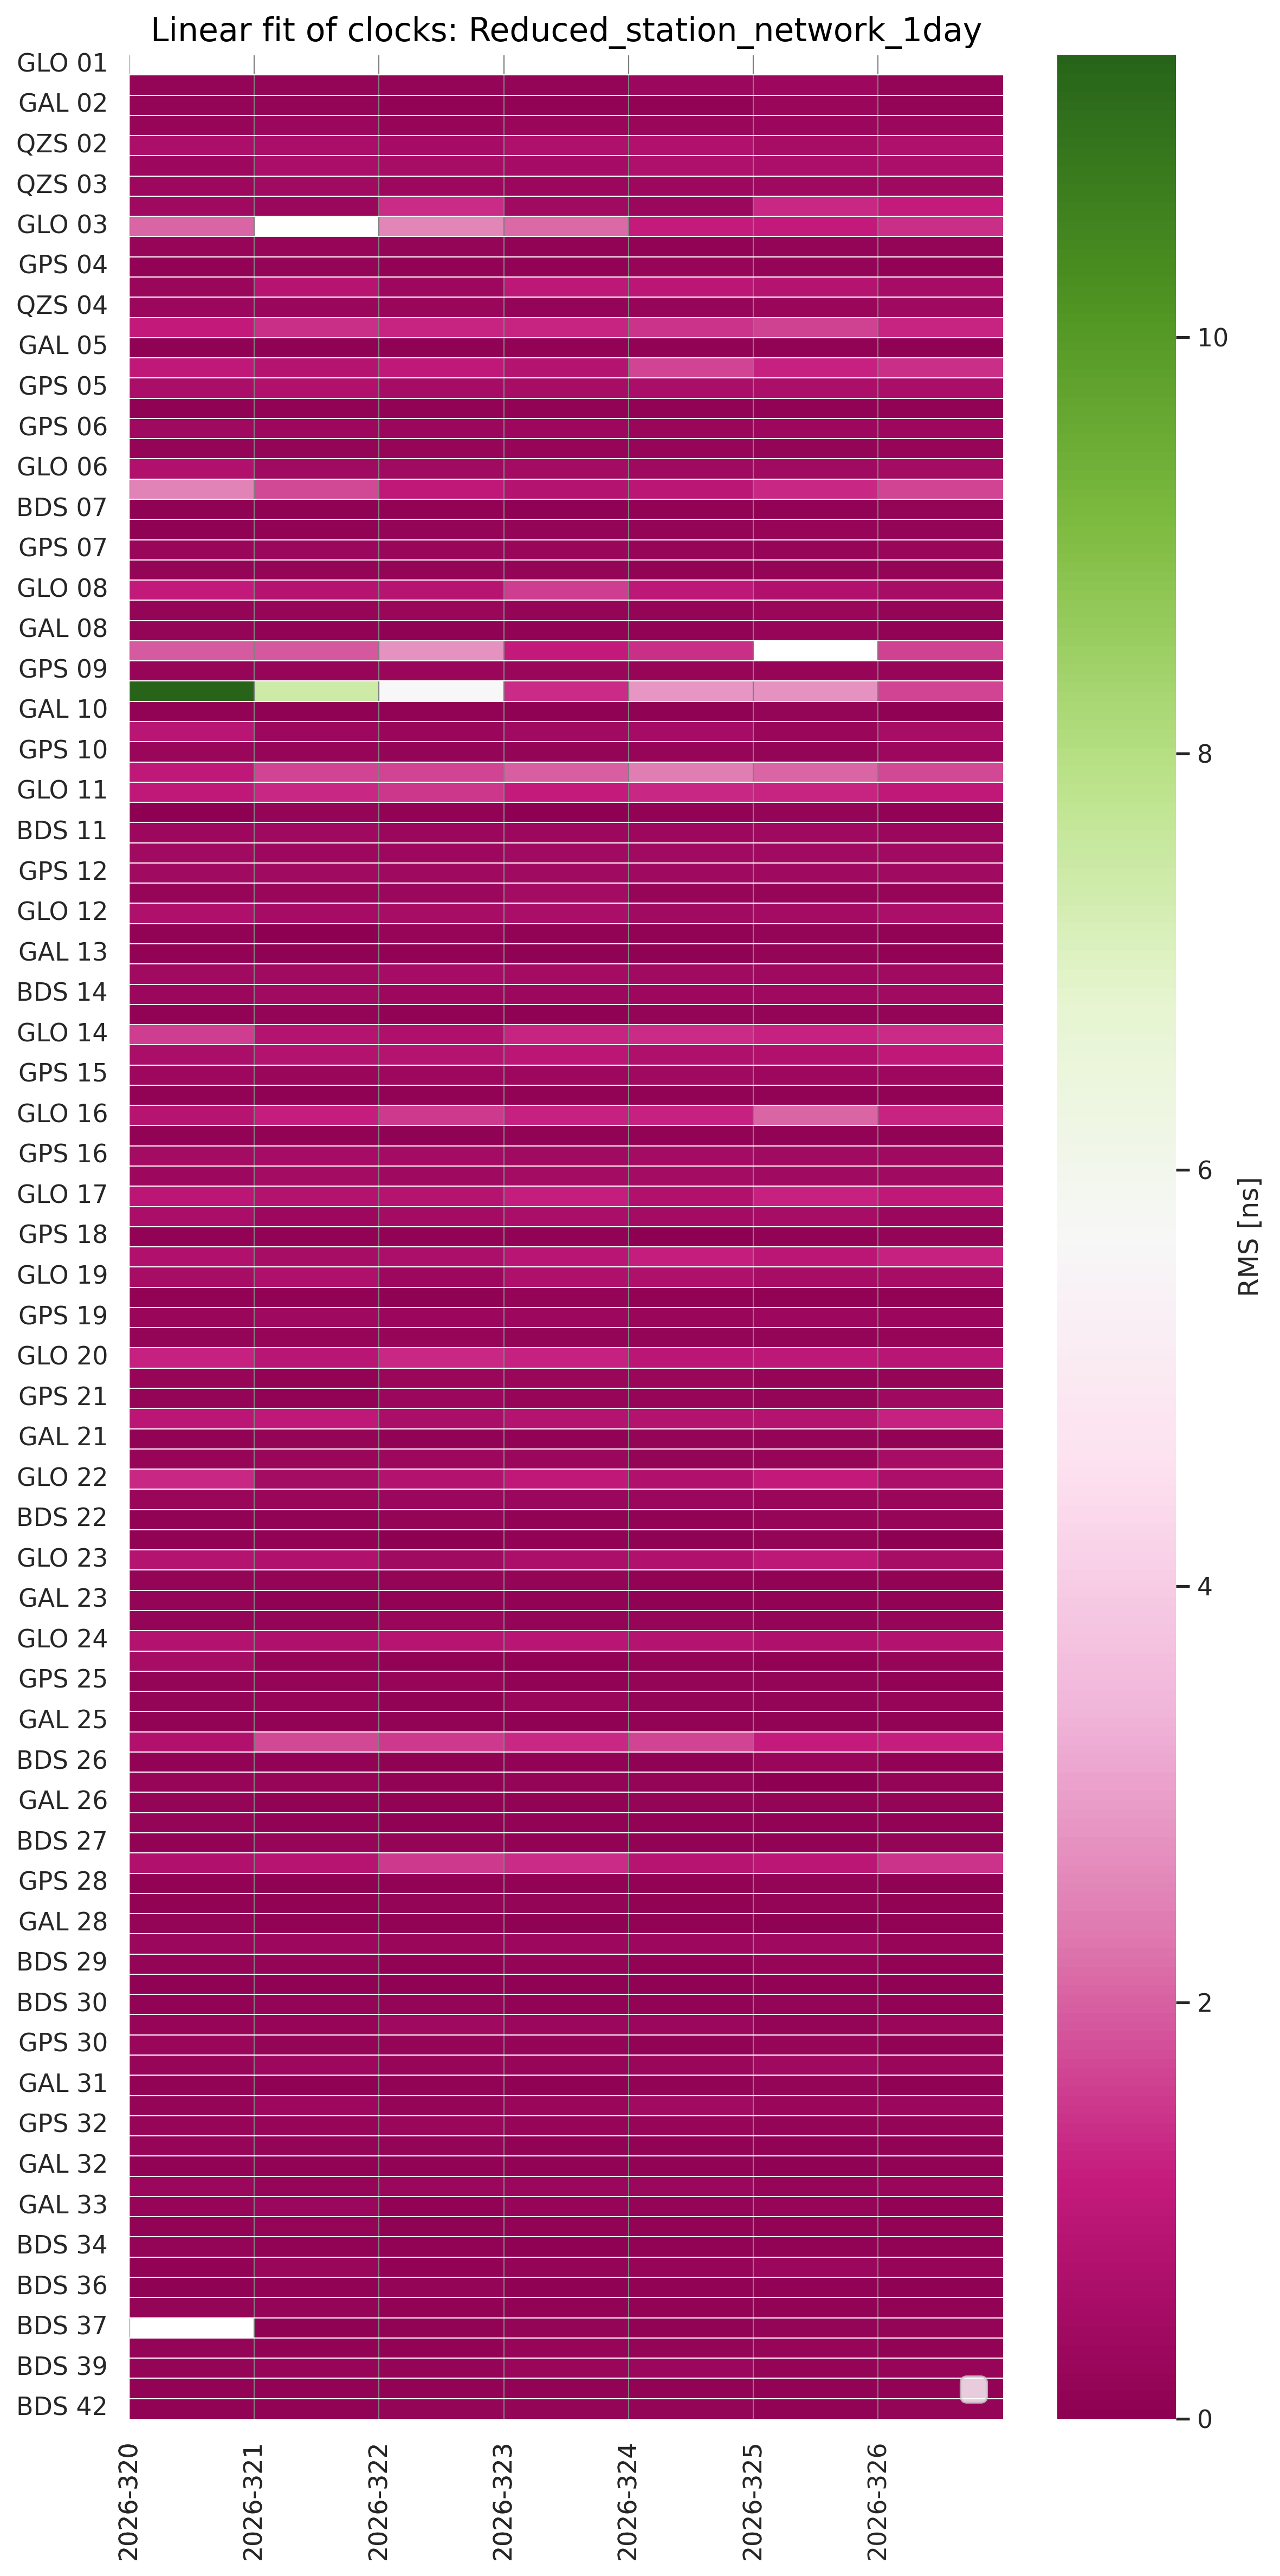 Linear fit of clocks: Reduced_station_network_1day
GLO 01
GAL 02
QZS 02
QZS 03
GLO 03
GPS 04
QZS 04
GAL 05
GPS 05
GPS 06
GLO 06
BDS 07
GPS 07
GLO 08
GAL 08
GPS 09
GAL 10
GPS 10
GLO 11
BDS 11
GPS 12
GLO 12
GAL 13
BDS 14
GLO 14
GPS 15
GLO 16
GPS 16
GLO 17
GPS 18
GLO 19
GPS 19
GLO 20
GPS 21
GAL 21
GLO 22
BDS 22
GLO 23
GAL 23
GLO 24
GPS 25
GAL 25
BDS 26
GAL 26
BDS 27
GPS 28
GAL 28
BDS 29
BDS 30
GPS 30
GAL 31
GPS 32
GAL 32
GAL 33
BDS 34
BDS 36
BDS 37
BDS 39
BDS 42
2026-320
2026-321
2026-322
2026-323
2026-324
2026-325
2026-326
10
8
6
4
2
0
RMS [ns]